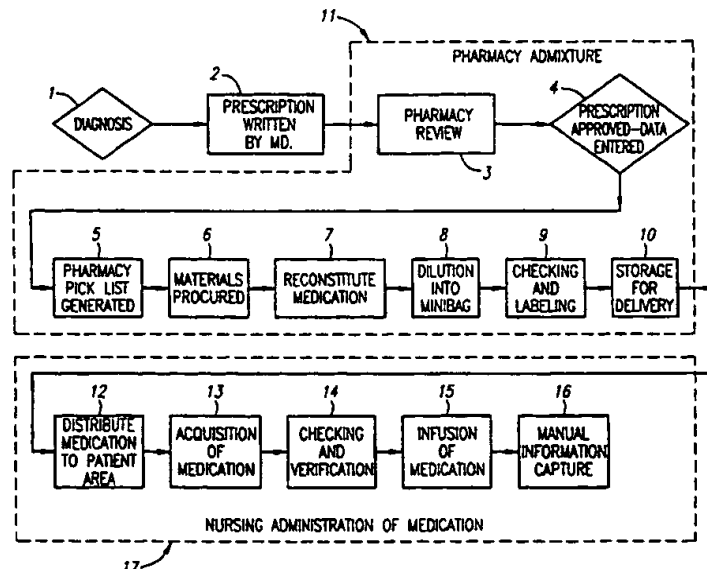 11
PHARMACY ADMIXTURE
1
DIAGNOSIS
2
PRESCRIPTION
WRITTEN
BY MD.
PHARMACY
REVIEW
3
4
PRESCRIPTION
APPROVED-DATA
ENTERED
5
PHARMACY
PICK LIST
GENERATED
6
MATERIALS
PROCURED
7
RECONSTITUTE
MEDICATION
8
DILUTION
INTO
MINIBAG
9
CHECKING
AND
LABELING
10
STORAGE
FOR
DELIVERY
12
DISTRIBUTE
MEDICATION
TO PATIENT
AREA
13
ACQUISITION
OF
MEDICATION
14
CHECKING
AND
VERIFICATION
15
INFUSION
OF
MEDICATION
16
MANUAL
INFORMATION
CAPTURE
NURSING ADMINISTRATION OF MEDICATION
17